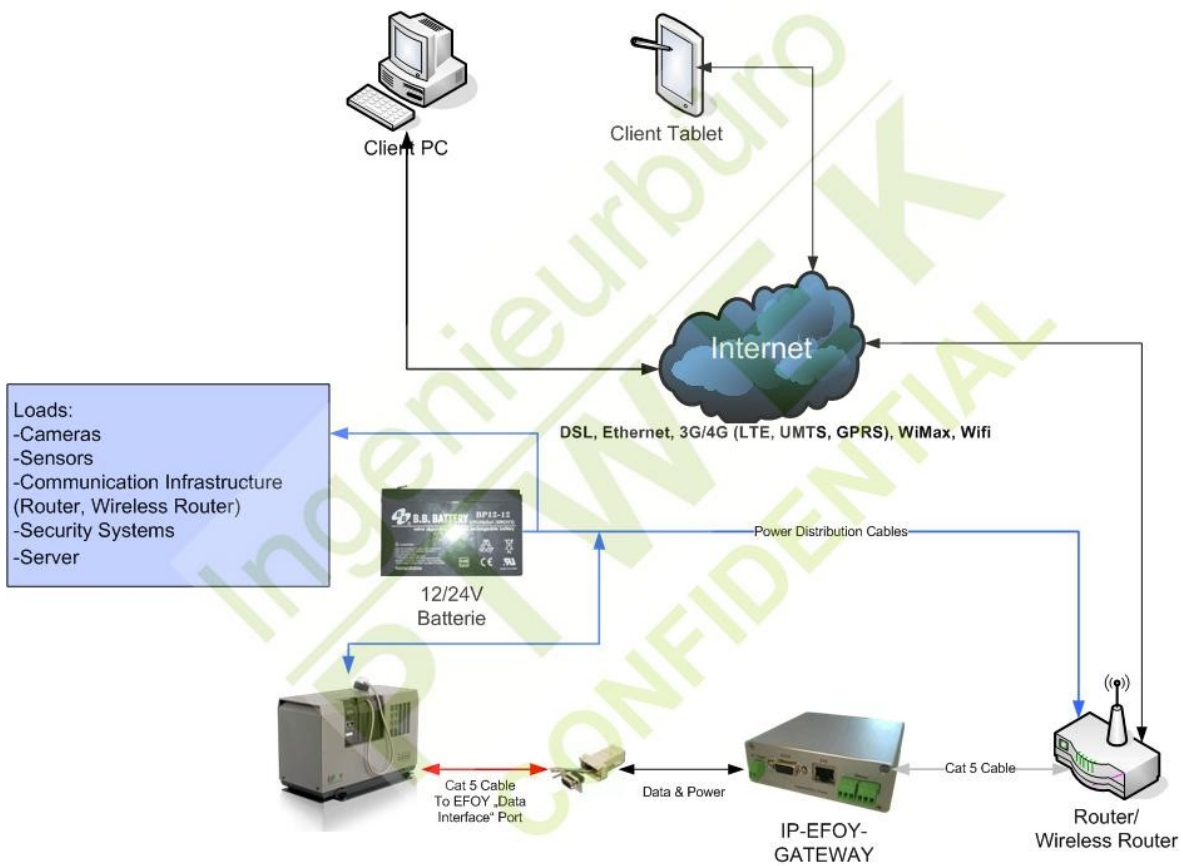 Client PC
Client Tablet
Internet
DSL, Ethernet, 3G/4G (LTE, UMTS, GPRS), WiMax, Wifi
Loads:
-Cameras
-Sensors
-Communication Infrastructure
(Router, Wireless Router)
-Security Systems
-Server
B.B. BATTERY BP12-12
12/24V
Batterie
Power Distribution Cables
Cat 5 Cable
To EFOY „Data
Interface" Port
Data & Power
IP-EFOY-
GATEWAY
Cat 5 Cable
Router/
Wireless Router
Ingenieurbüro
PIWEK
CONFIDENTIAL